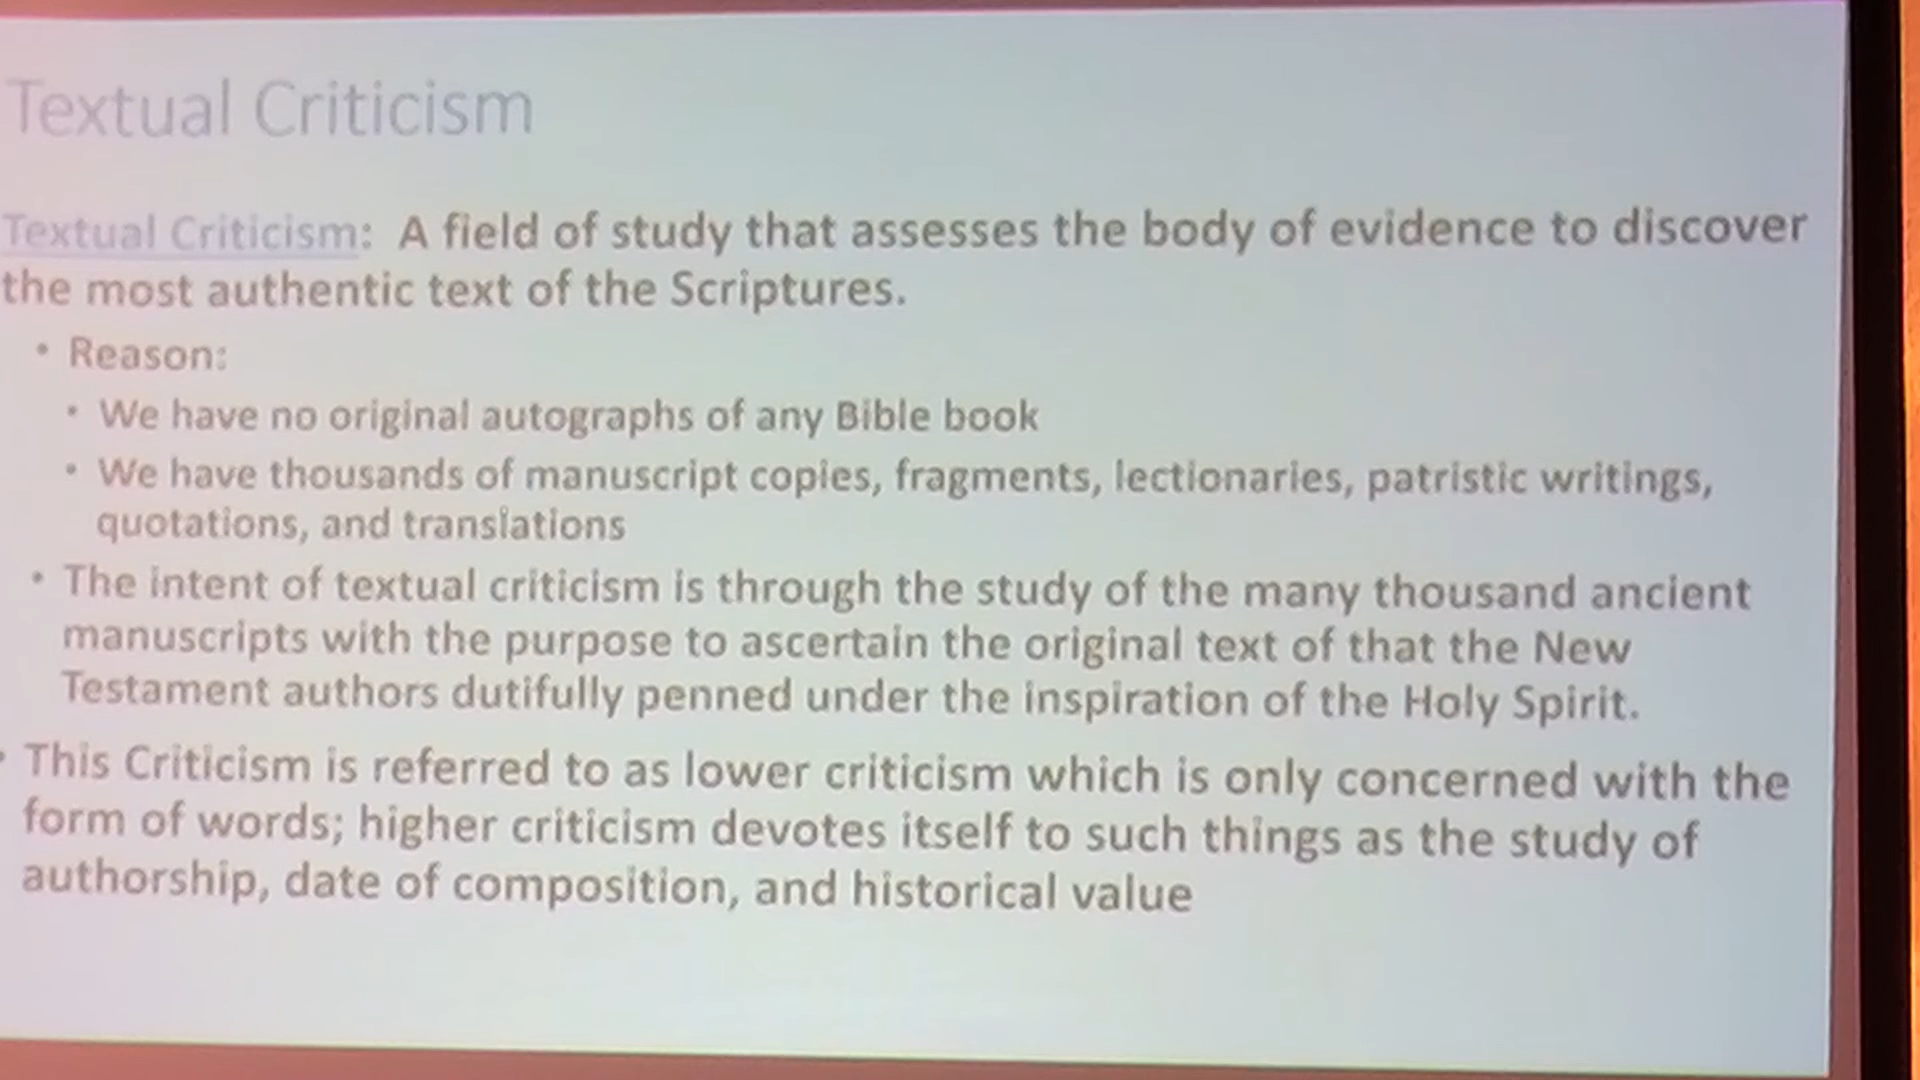 Textual Criticism
Textual Criticism: A field of study that assesses the body of evidence to discover
the most authentic text of the Scriptures.
• Reason:
• We have no original autographs of any Bible book
• We have thousands of manuscript copies, fragments, lectionaries, patristic writings,
quotations, and translations
• The intent of textual criticism is through the study of the many thousand ancient
manuscripts with the purpose to ascertain the original text of that the New
Testament authors dutifully penned under the inspiration of the Holy Spirit.
• This Criticism is referred to as lower criticism which is only concerned with the
form of words; higher criticism devotes itself to such things as the study of
authorship, date of composition, and historical value